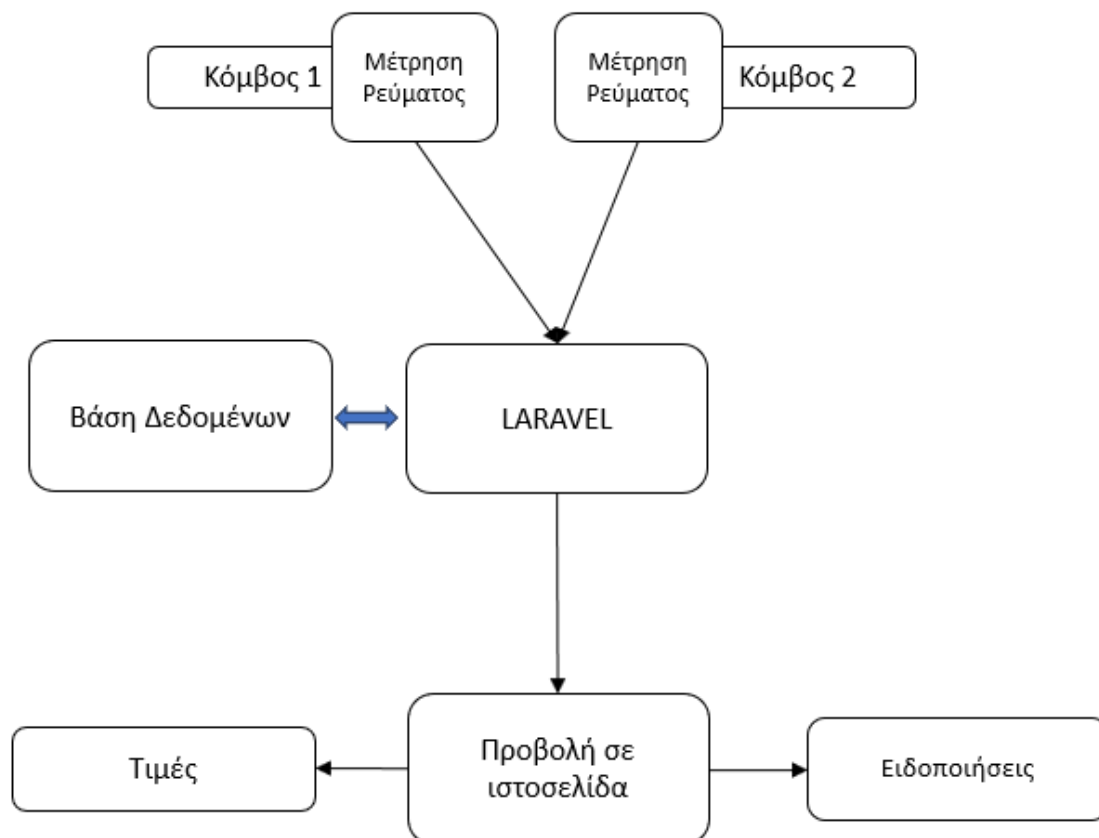 Κόμβος 1
Μέτρηση
Ρεύματος
Μέτρηση
Ρεύματος
Κόμβος 2
Βάση Δεδομένων
LARAVEL
Τιμές
Προβολή σε
ιστοσελίδα
Ειδοποιήσεις